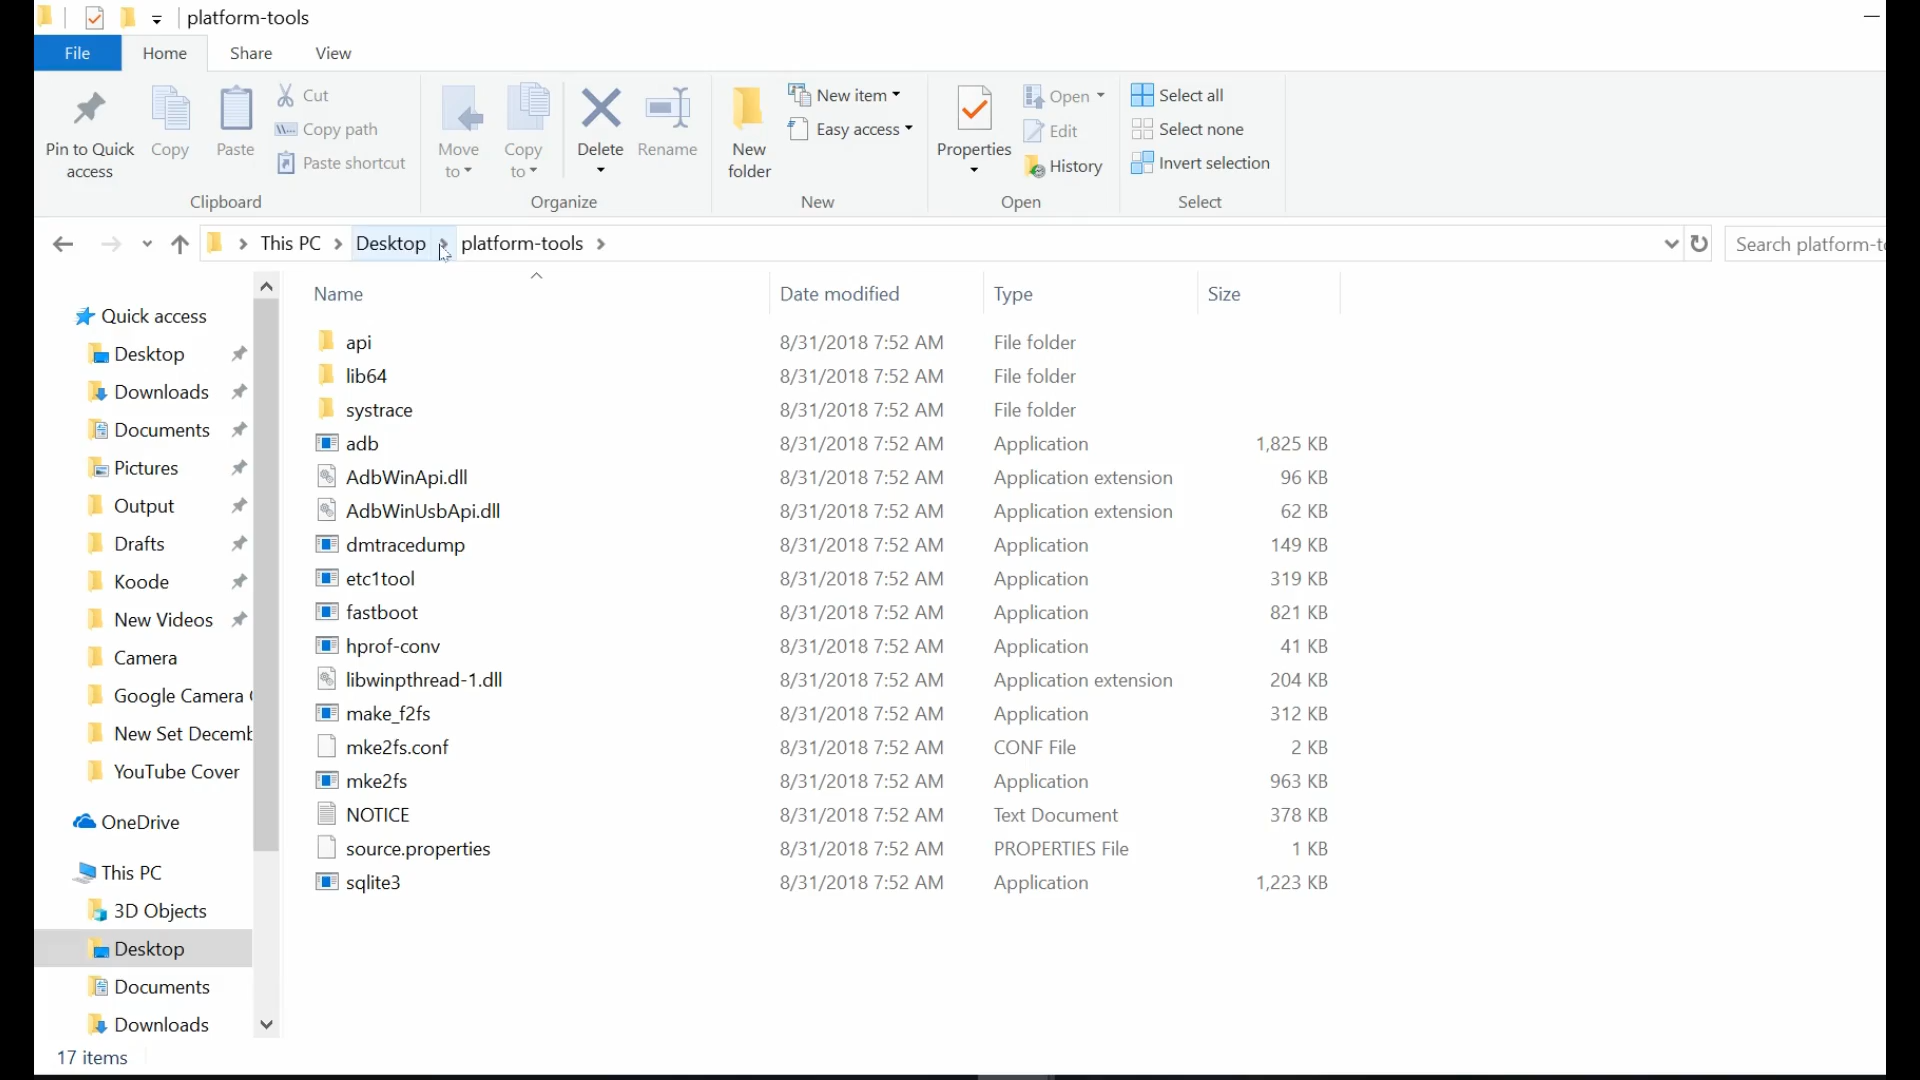 platform-tools
File Home Share View
Pin to Quick access
Copy
Paste
Cut
Copy path
Paste shortcut
Clipboard
Move to
Copy to
Delete
Rename
Organize
New folder
New item
Easy access
New
Properties
Open
Edit
History
Open
Select all
Select none
Invert selection
Select
This PC Desktop platform-tools
Search platform-t
Quick access
Desktop
Downloads
Documents
Pictures
Output
Drafts
Koode
New Videos
Camera
Google Camera
New Set Decemb
YouTube Cover
OneDrive
This PC
3D Objects
Desktop
Documents
Downloads
Name Date modified Type Size
api 8/31/2018 7:52 AM File folder
lib64 8/31/2018 7:52 AM File folder
systrace 8/31/2018 7:52 AM File folder
adb 8/31/2018 7:52 AM Application 1,825 KB
AdbWinApi.dll 8/31/2018 7:52 AM Application extension 96 KB
AdbWinUsbApi.dll 8/31/2018 7:52 AM Application extension 62 KB
dmtracedump 8/31/2018 7:52 AM Application 149 KB
etc1tool 8/31/2018 7:52 AM Application 319 KB
fastboot 8/31/2018 7:52 AM Application 821 KB
hprof-conv 8/31/2018 7:52 AM Application 41 KB
libwinpthread-1.dll 8/31/2018 7:52 AM Application extension 204 KB
make_f2fs 8/31/2018 7:52 AM Application 312 KB
mke2fs.conf 8/31/2018 7:52 AM CONF File 2 KB
mke2fs 8/31/2018 7:52 AM Application 963 KB
NOTICE 8/31/2018 7:52 AM Text Document 378 KB
source.properties 8/31/2018 7:52 AM PROPERTIES File 1 KB
sqlite3 8/31/2018 7:52 AM Application 1,223 KB
17 items